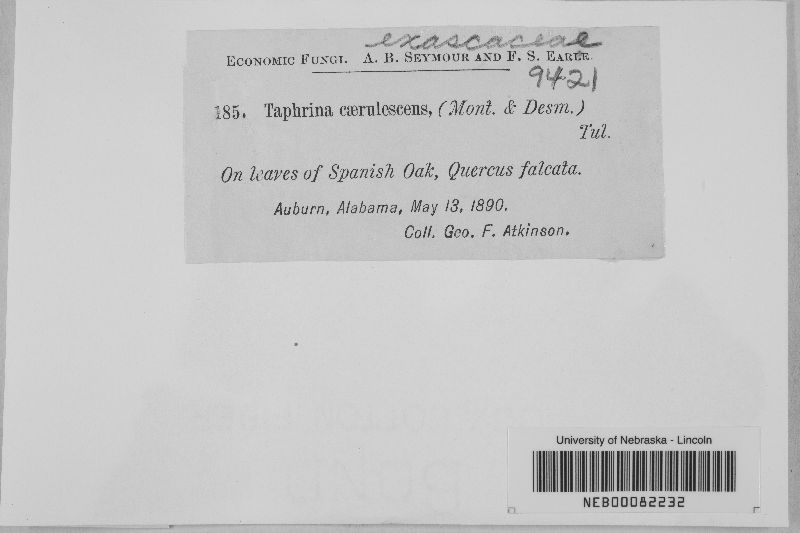 exascaceae
ECONOMIC FUNGI. A. B. SEYMOUR AND F. S. EARLE.
9421
185. Taphrina cærulescens, (Mont. & Desm.)
Tul.
On leaves of Spanish Oak, Quercus falcata.
Auburn, Alabama, May 13, 1890.
Coll. Geo. F. Atkinson.
University of Nebraska - Lincoln
NEB00082232